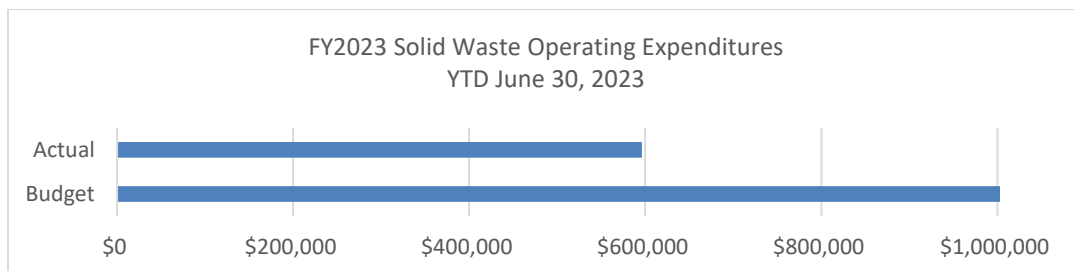 FY2023 Solid Waste Operating Expenditures
YTD June 30, 2023
Actual
Budget
$0 $200,000 $400,000 $600,000 $800,000 $1,000,000